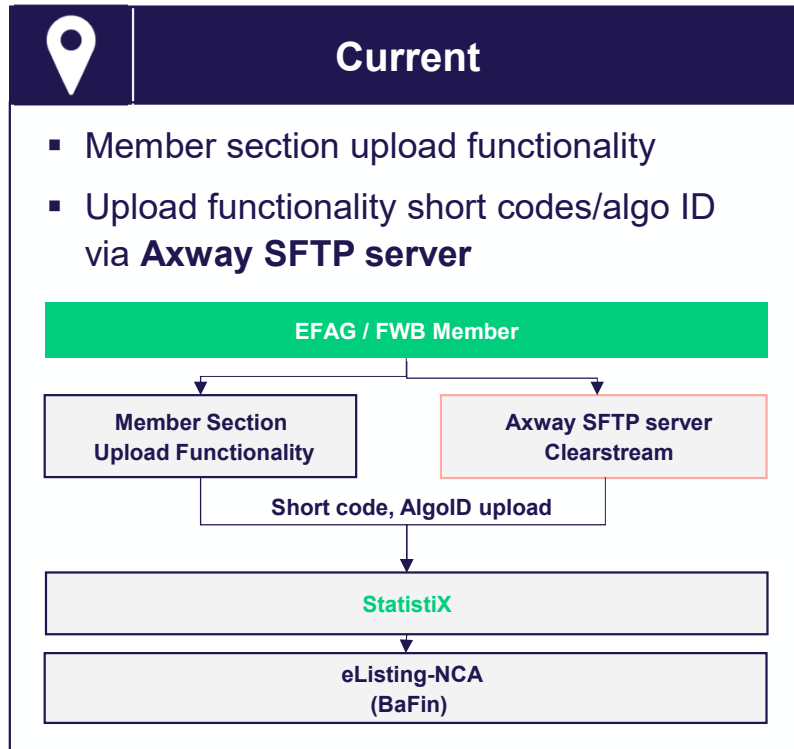 Current
▪ Member section upload functionality
▪ Upload functionality short codes/algo ID
via Axway SFTP server
EFAG / FWB Member
Member Section
Upload Functionality
Axway SFTP server
Clearstream
Short code, AlgoID upload
StatistiX
eListing-NCA
(BaFin)